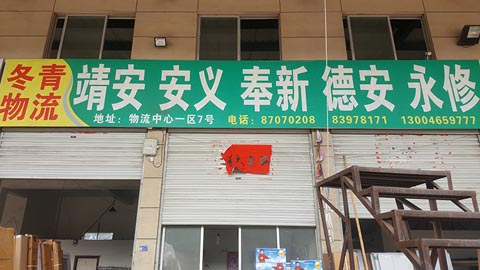 冬青
物流
靖安 安义 奉新 德安 永修
地址：物流中心一区7号 电话：87070208 83978171 13004659777